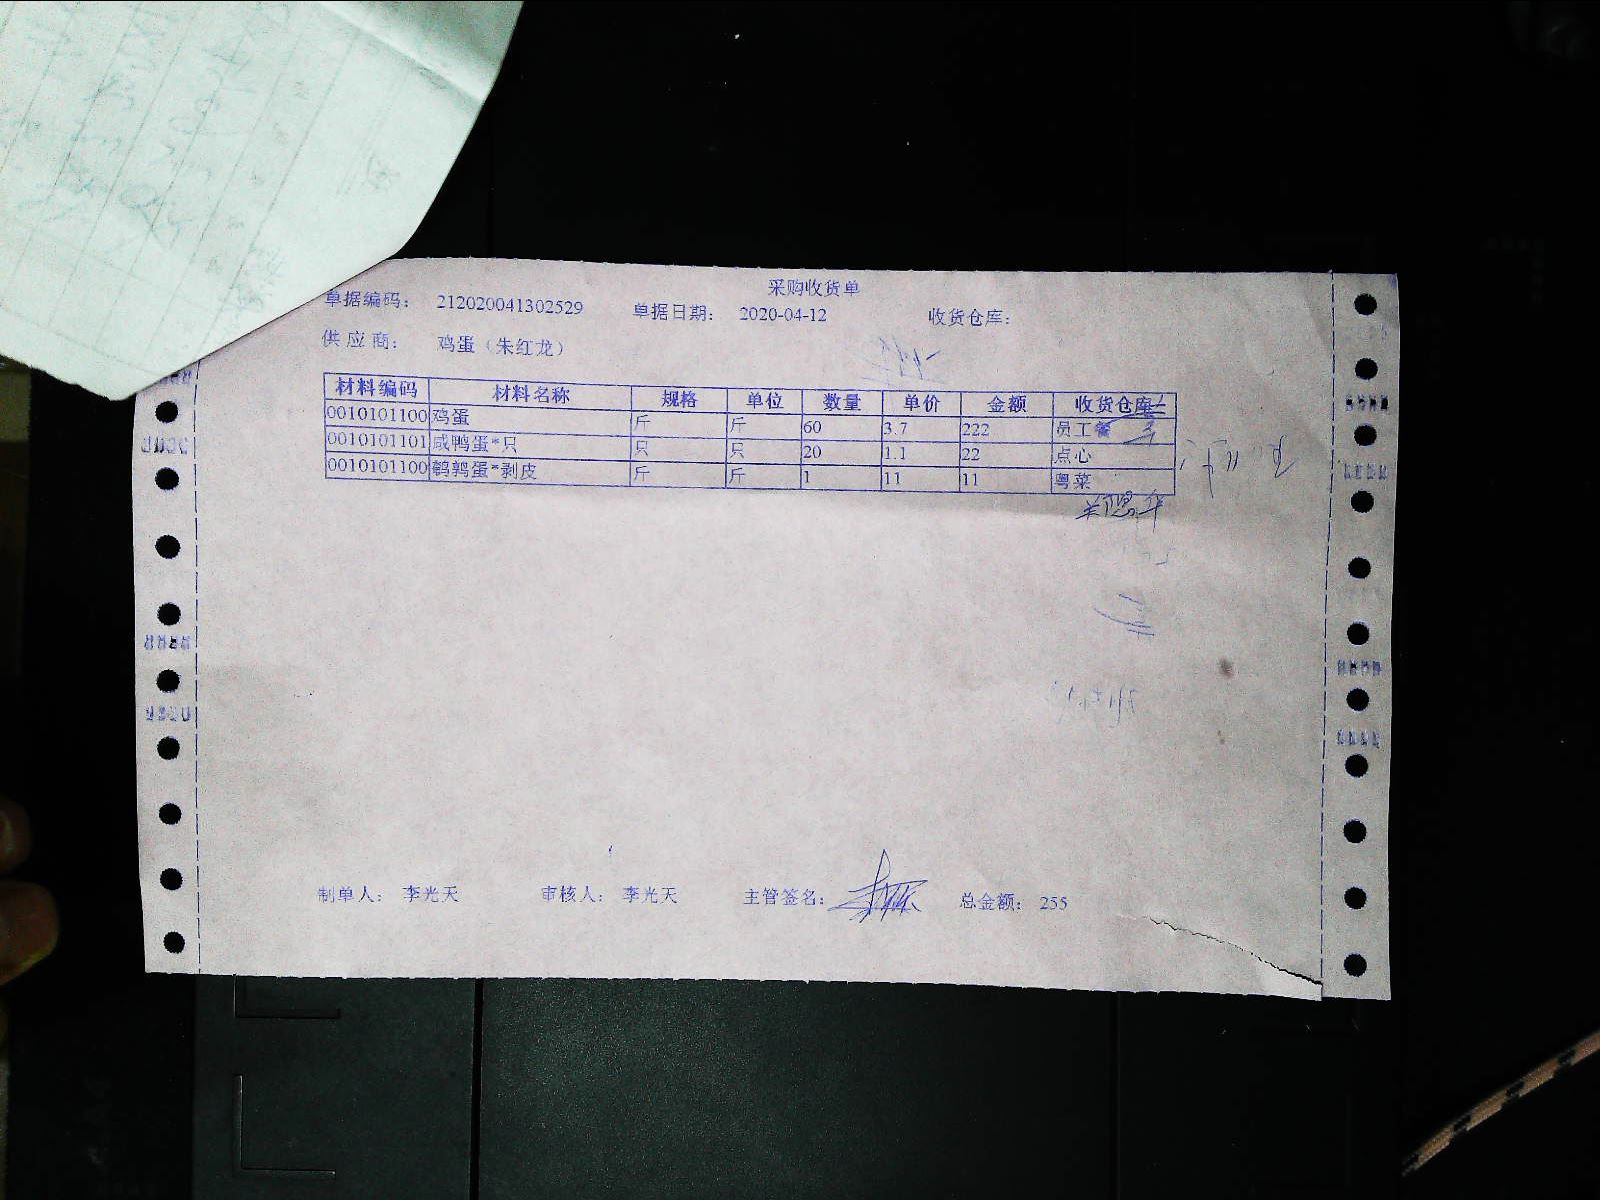 采购收货单
单据编码： 212020041302529 单据日期： 2020-04-12 收货仓库：
供 应 商： 鸡蛋（朱红龙）
材料编码 材料名称 规格 单位 数量 单价 金额 收货仓库
0010101100 鸡蛋 斤 斤 60 3.7 222 员工餐
0010101101 咸鸭蛋*只 只 只 20 1.1 22 点心
0010101100 鹌鹑蛋*剥皮 斤 斤 1 11 11 粤菜
制单人： 李光天 审核人： 李光天 主管签名： 总金额： 255